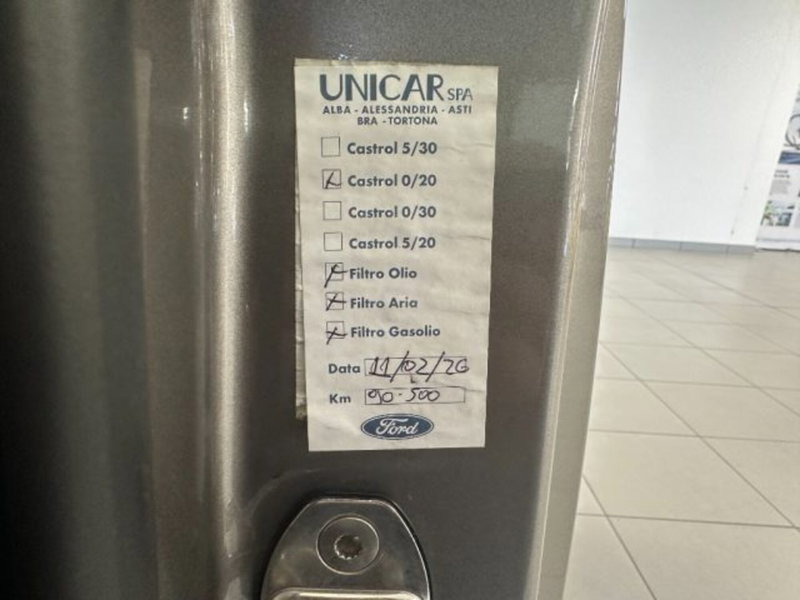 UNICAR SPA
ALBA - ALESSANDRIA - ASTI
BRA - TORTONA
Castrol 5/30
Castrol 0/20
Castrol 0/30
Castrol 5/20
Filtro Olio
Filtro Aria
Filtro Gasolio
Data 11/02/26
Km 90.500
Ford